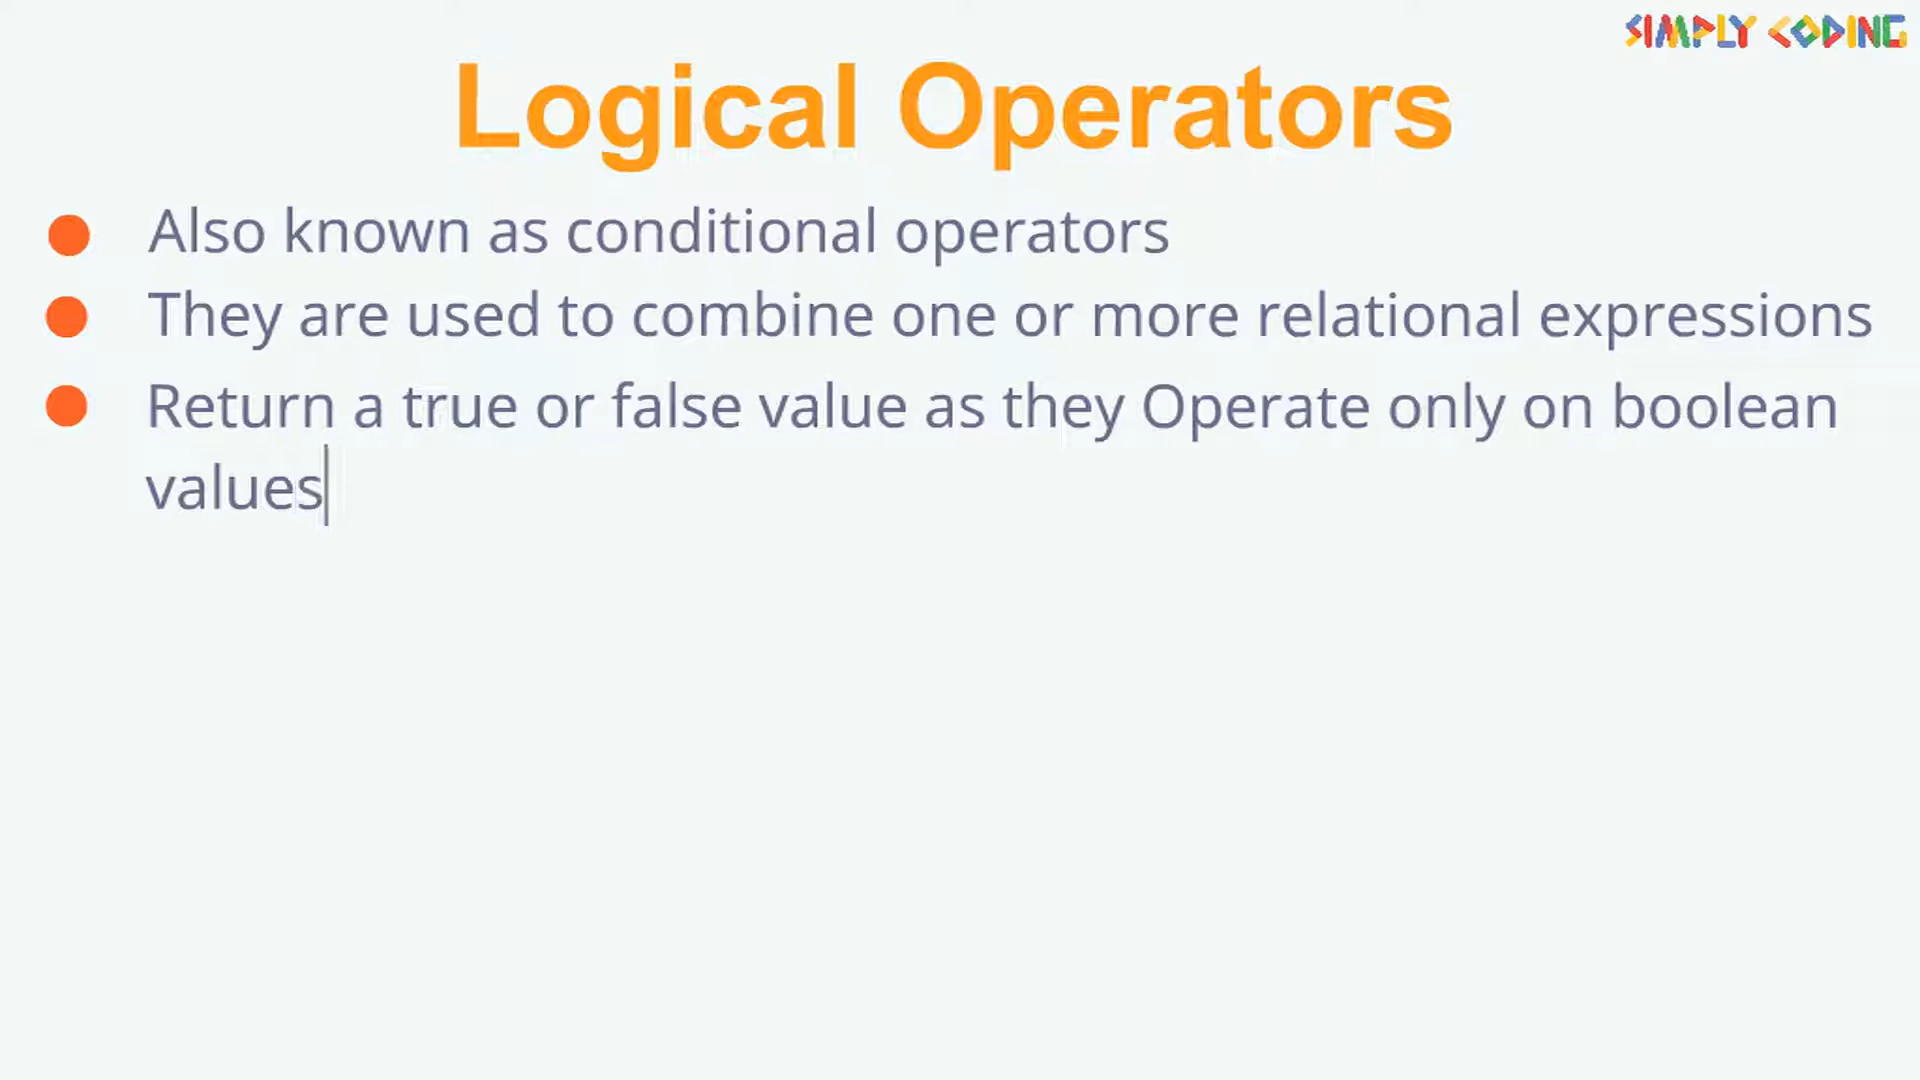 SIMPLY CODING
Logical Operators
Also known as conditional operators
They are used to combine one or more relational expressions
Return a true or false value as they Operate only on boolean
values